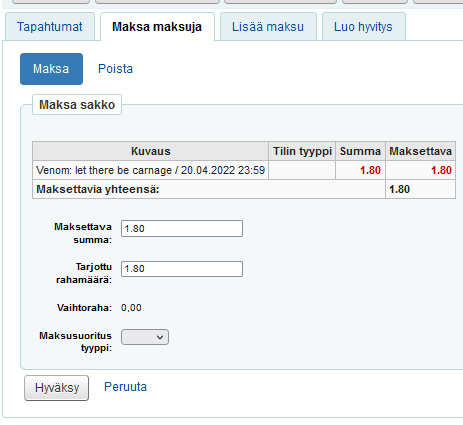 Tapahtumat Maksa maksuja Lisää maksu Luo hyvitys
Maksa Poista
Maksa sakko
Kuvaus Tilin tyyppi Summa Maksettava
Venom: let there be carnage / 20.04.2022 23:59 1.80 1.80
Maksettavia yhteensä: 1.80
Maksettava summa: 1.80
Tarjottu rahamäärä: 1.80
Vaihtoraha: 0,00
Maksusuoritus tyyppi:
Hyväksy Peruuta